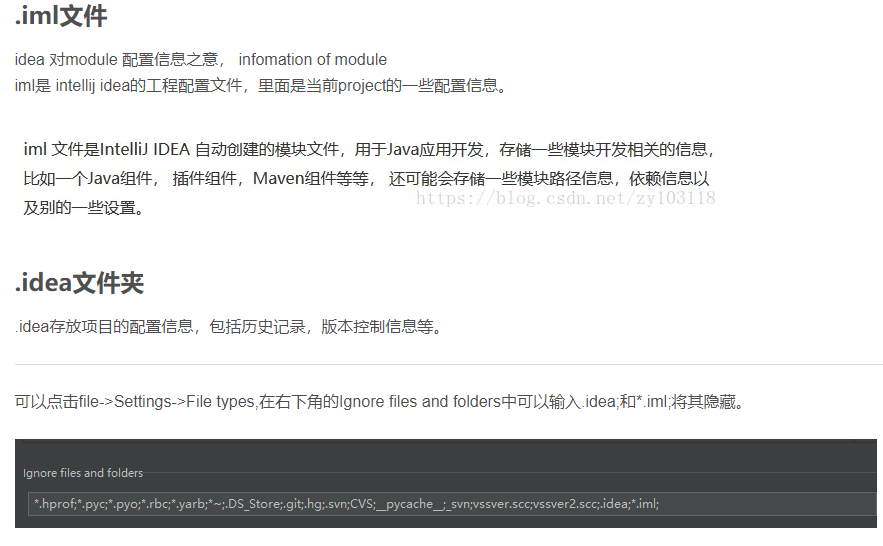 .iml文件
idea 对module 配置信息之意， infomation of module
iml是 intellij idea的工程配置文件，里面是当前project的一些配置信息。
iml 文件是IntelliJ IDEA 自动创建的模块文件，用于Java应用开发，存储一些模块开发相关的信息，
比如一个Java组件， 插件组件，Maven组件等等， 还可能会存储一些模块路径信息，依赖信息以
及别的一些设置。
https://blog.csdn.net/zyl03118
.idea文件夹
.idea存放项目的配置信息，包括历史记录，版本控制信息等。
可以点击file->Settings->File types,在右下角的Ignore files and folders中可以输入.idea;和*.iml;将其隐藏。
Ignore files and folders
*.hprof;*.pyc;*.pyo;*.rbc;*.yarb;*~;.DS_Store;.git;.hg;.svn;CVS;__pycache__;_svn;vssver.scc;vssver2.scc;.idea;*.iml;